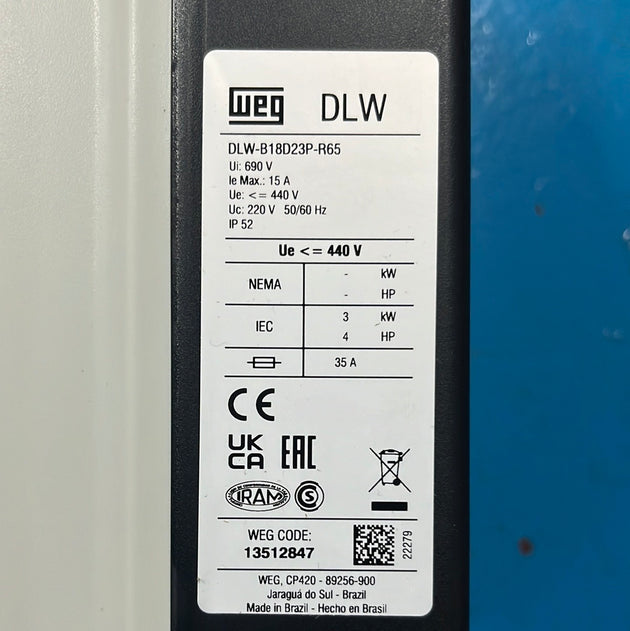 weg DLW
DLW-B18D23P-R65
Ui: 690 V
Ie Max.: 15 A
Ue: <= 440 V
Uc: 220 V 50/60 Hz
IP 52
Ue <= 440 V
NEMA - kW
- HP
IEC 3 kW
4 HP
35 A
CE
UK
CA EAC
IRAM S
WEG CODE:
13512847
22279
WEG, CP420 - 89256-900
Jaraguá do Sul - Brazil
Made in Brazil - Hecho en Brasil